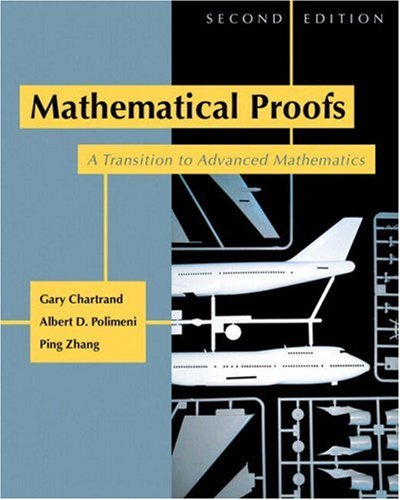 SECOND EDITION
Mathematical Proofs
A Transition to Advanced Mathematics
Gary Chartrand
Albert D. Polimeni
Ping Zhang